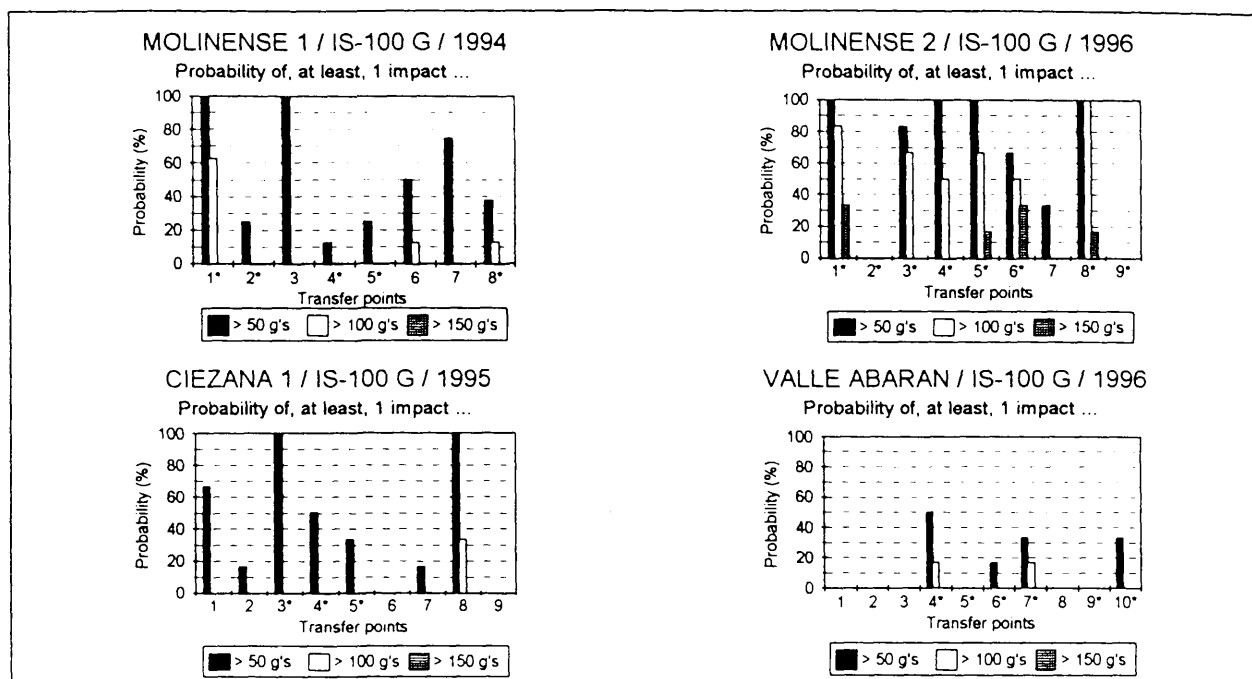 MOLINENSE 1 / IS-100 G / 1994
Probability of, at least, 1 impact ...
Probability (%)
100
80
60
40
20
0
1* 2* 3 4* 5* 6 7 8*
Transfer points
> 50 g's > 100 g's > 150 g's
MOLINENSE 2 / IS-100 G / 1996
Probability of, at least, 1 impact ...
Probability (%)
100
80
60
40
20
0
1* 2* 3* 4* 5* 6* 7 8* 9*
Transfer points
> 50 g's > 100 g's > 150 g's
CIEZANA 1 / IS-100 G / 1995
Probability of, at least, 1 impact ...
Probability (%)
100
80
60
40
20
0
1 2 3* 4* 5* 6 7 8 9
Transfer points
> 50 g's > 100 g's > 150 g's
VALLE ABARAN / IS-100 G / 1996
Probability of, at least, 1 impact ...
Probability (%)
100
80
60
40
20
0
1 2 3 4* 5* 6* 7* 8 9* 10*
Transfer points
> 50 g's > 100 g's > 150 g's